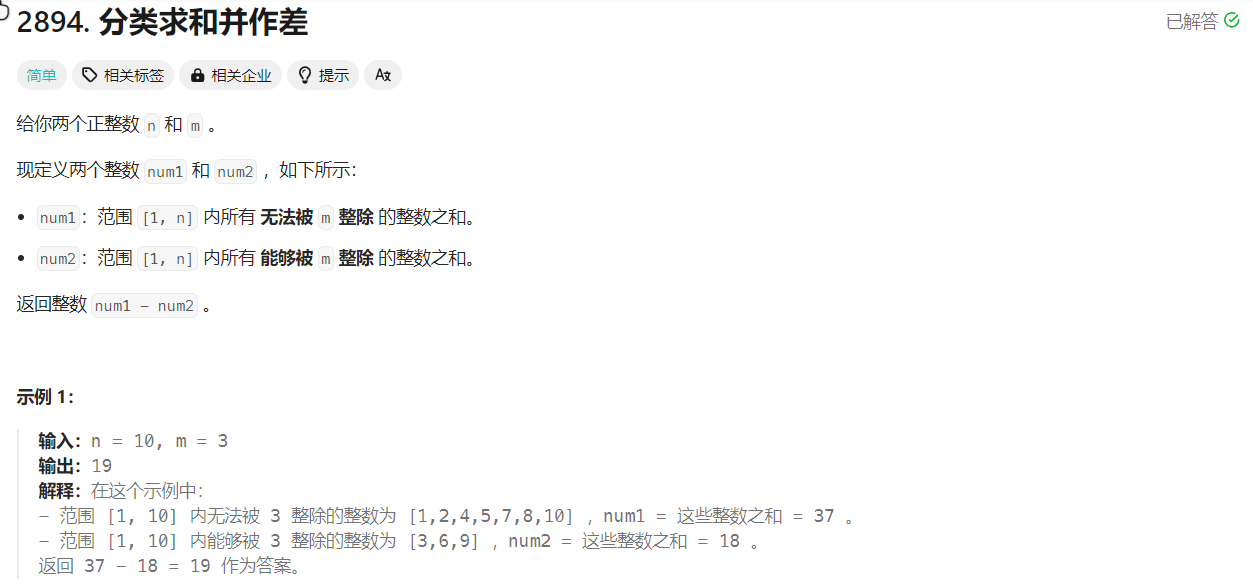 2894. 分类求和并作差
已解答
简单 相关标签 相关企业 提示 Ax
给你两个正整数 n 和 m 。
现定义两个整数 num1 和 num2 ，如下所示：
• num1：范围 [1, n] 内所有 无法被 m 整除 的整数之和。
• num2：范围 [1, n] 内所有 能够被 m 整除 的整数之和。
返回整数 num1 - num2 。
示例 1：
输入：n = 10, m = 3
输出：19
解释：在这个示例中：
- 范围 [1, 10] 内无法被 3 整除的整数为 [1,2,4,5,7,8,10] ，num1 = 这些整数之和 = 37 。
- 范围 [1, 10] 内能够被 3 整除的整数为 [3,6,9] ，num2 = 这些整数之和 = 18 。
返回 37 - 18 = 19 作为答案。